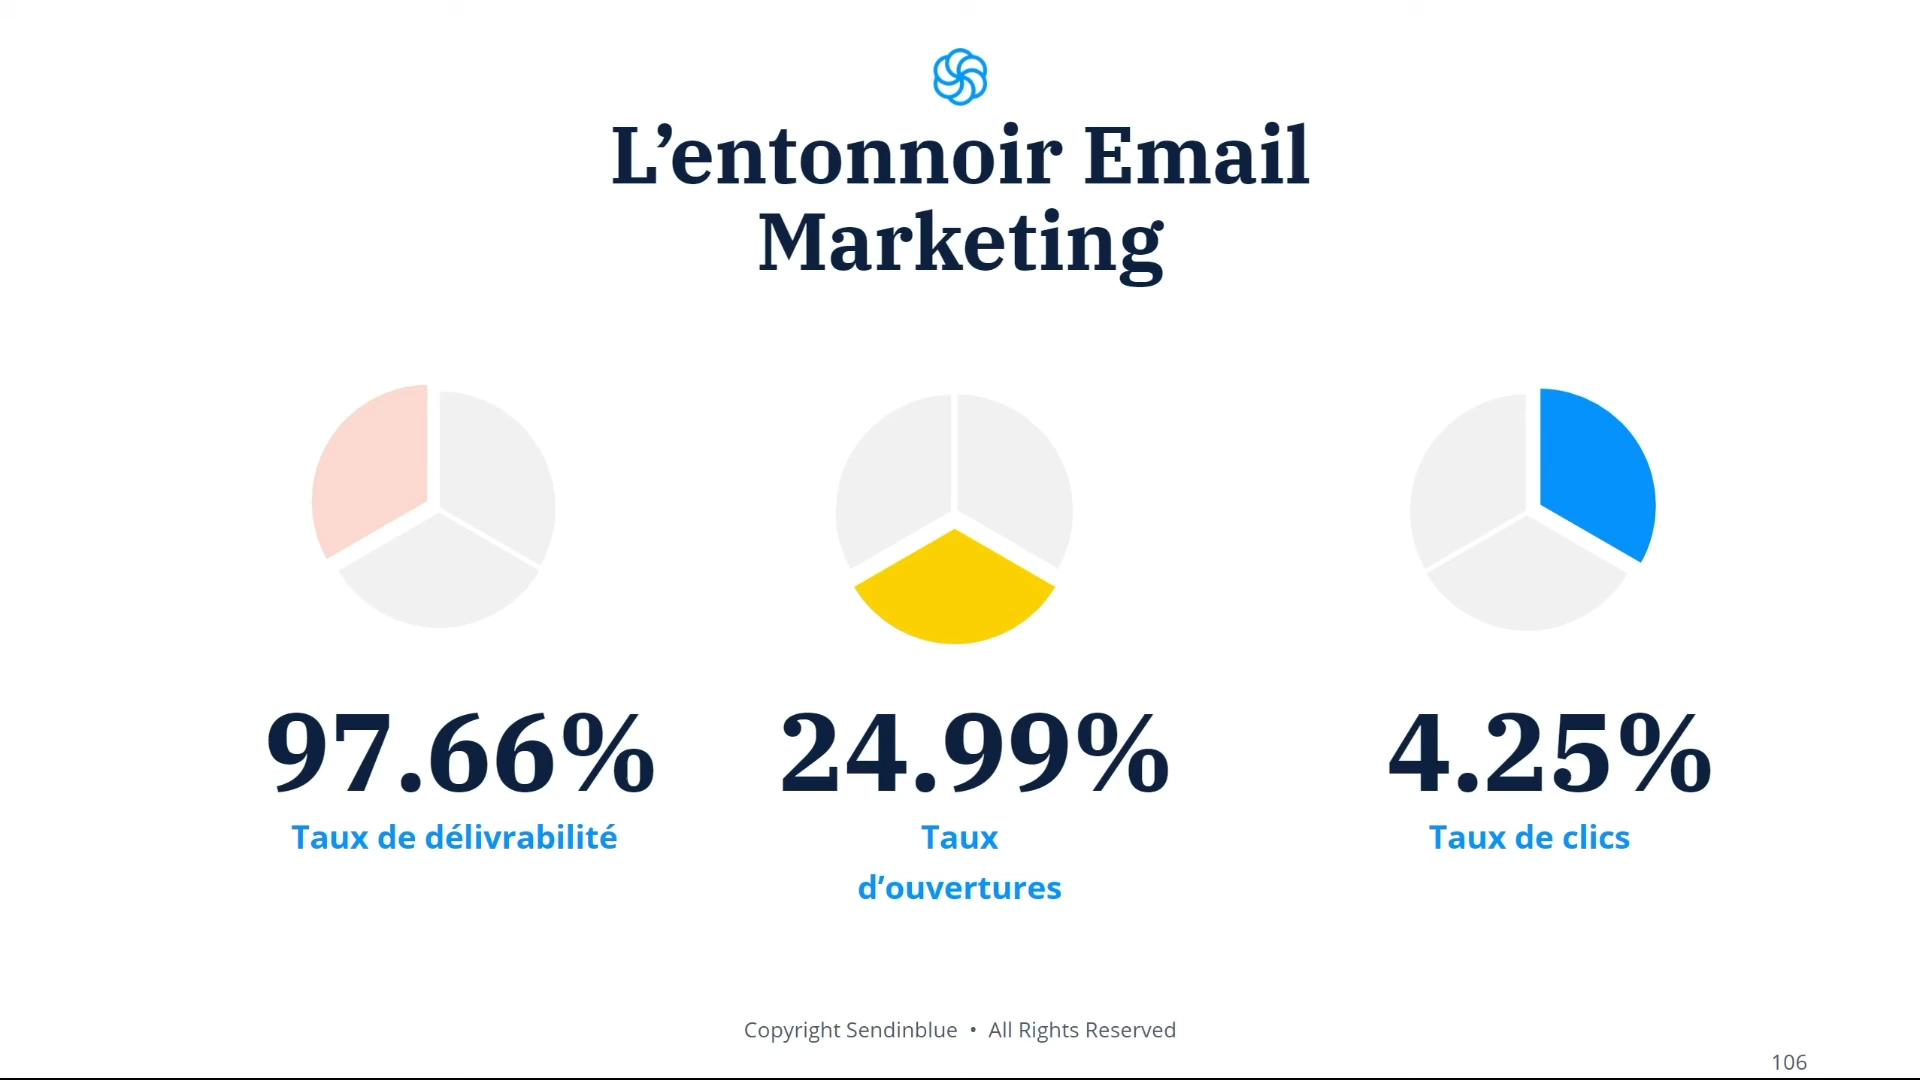 L’entonnoir Email
Marketing
97.66%
Taux de délivrabilité
24.99%
Taux
d’ouvertures
4.25%
Taux de clics
Copyright Sendinblue • All Rights Reserved
106